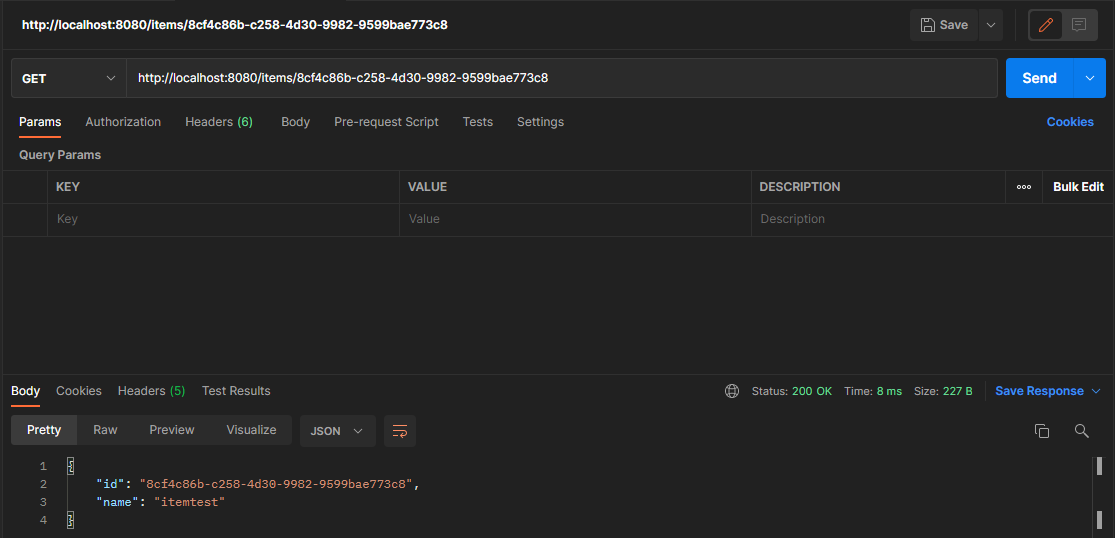 http://localhost:8080/items/8cf4c86b-c258-4d30-9982-9599bae773c8 Save
GET http://localhost:8080/items/8cf4c86b-c258-4d30-9982-9599bae773c8 Send
Params Authorization Headers (6) Body Pre-request Script Tests Settings Cookies
Query Params
KEY VALUE DESCRIPTION ooo Bulk Edit
Key Value Description
Body Cookies Headers (5) Test Results Status: 200 OK Time: 8 ms Size: 227 B Save Response
Pretty Raw Preview Visualize JSON
1 {
2 "id": "8cf4c86b-c258-4d30-9982-9599bae773c8",
3 "name": "itemtest"
4 }